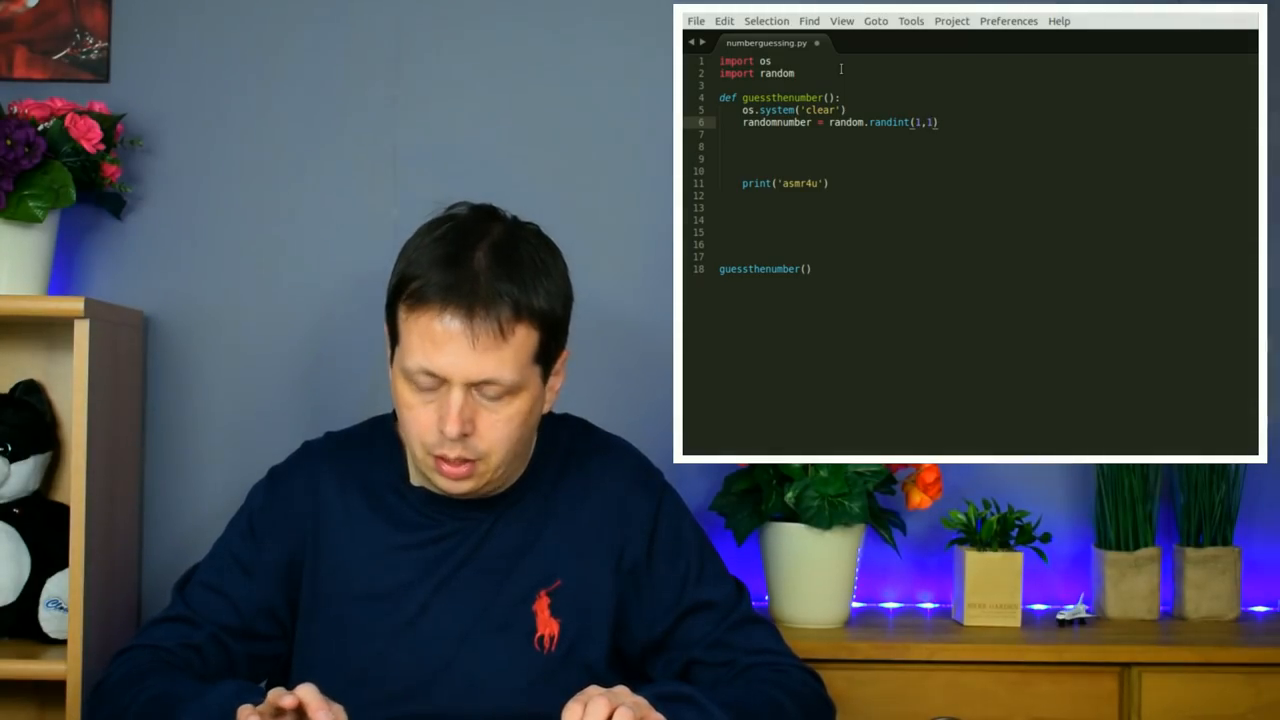 File Edit Selection Find View Goto Tools Project Preferences Help
numberguessing.py
1 import os
2 import random
3
4 def guessthenumber():
5 os.system('clear')
6 randomnumber = random.randint(1,1)
7
8
9
10
11 print('asmr4u')
12
13
14
15
16
17
18 guessthenumber()
HERB GARDEN